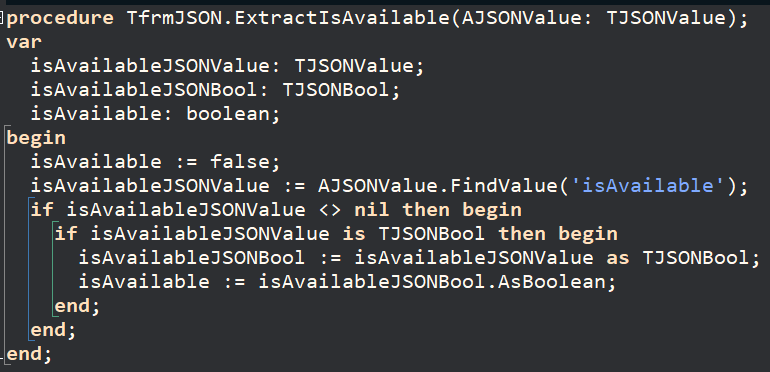 procedure TfrmJSON.ExtractIsAvailable(AJSONValue: TJSONValue);
var
  isAvailableJSONValue: TJSONValue;
  isAvailableJSONBool: TJSONBool;
  isAvailable: boolean;
begin
  isAvailable := false;
  isAvailableJSONValue := AJSONValue.FindValue('isAvailable');
  if isAvailableJSONValue <> nil then begin
    if isAvailableJSONValue is TJSONBool then begin
      isAvailableJSONBool := isAvailableJSONValue as TJSONBool;
      isAvailable := isAvailableJSONBool.AsBoolean;
    end;
  end;
end;